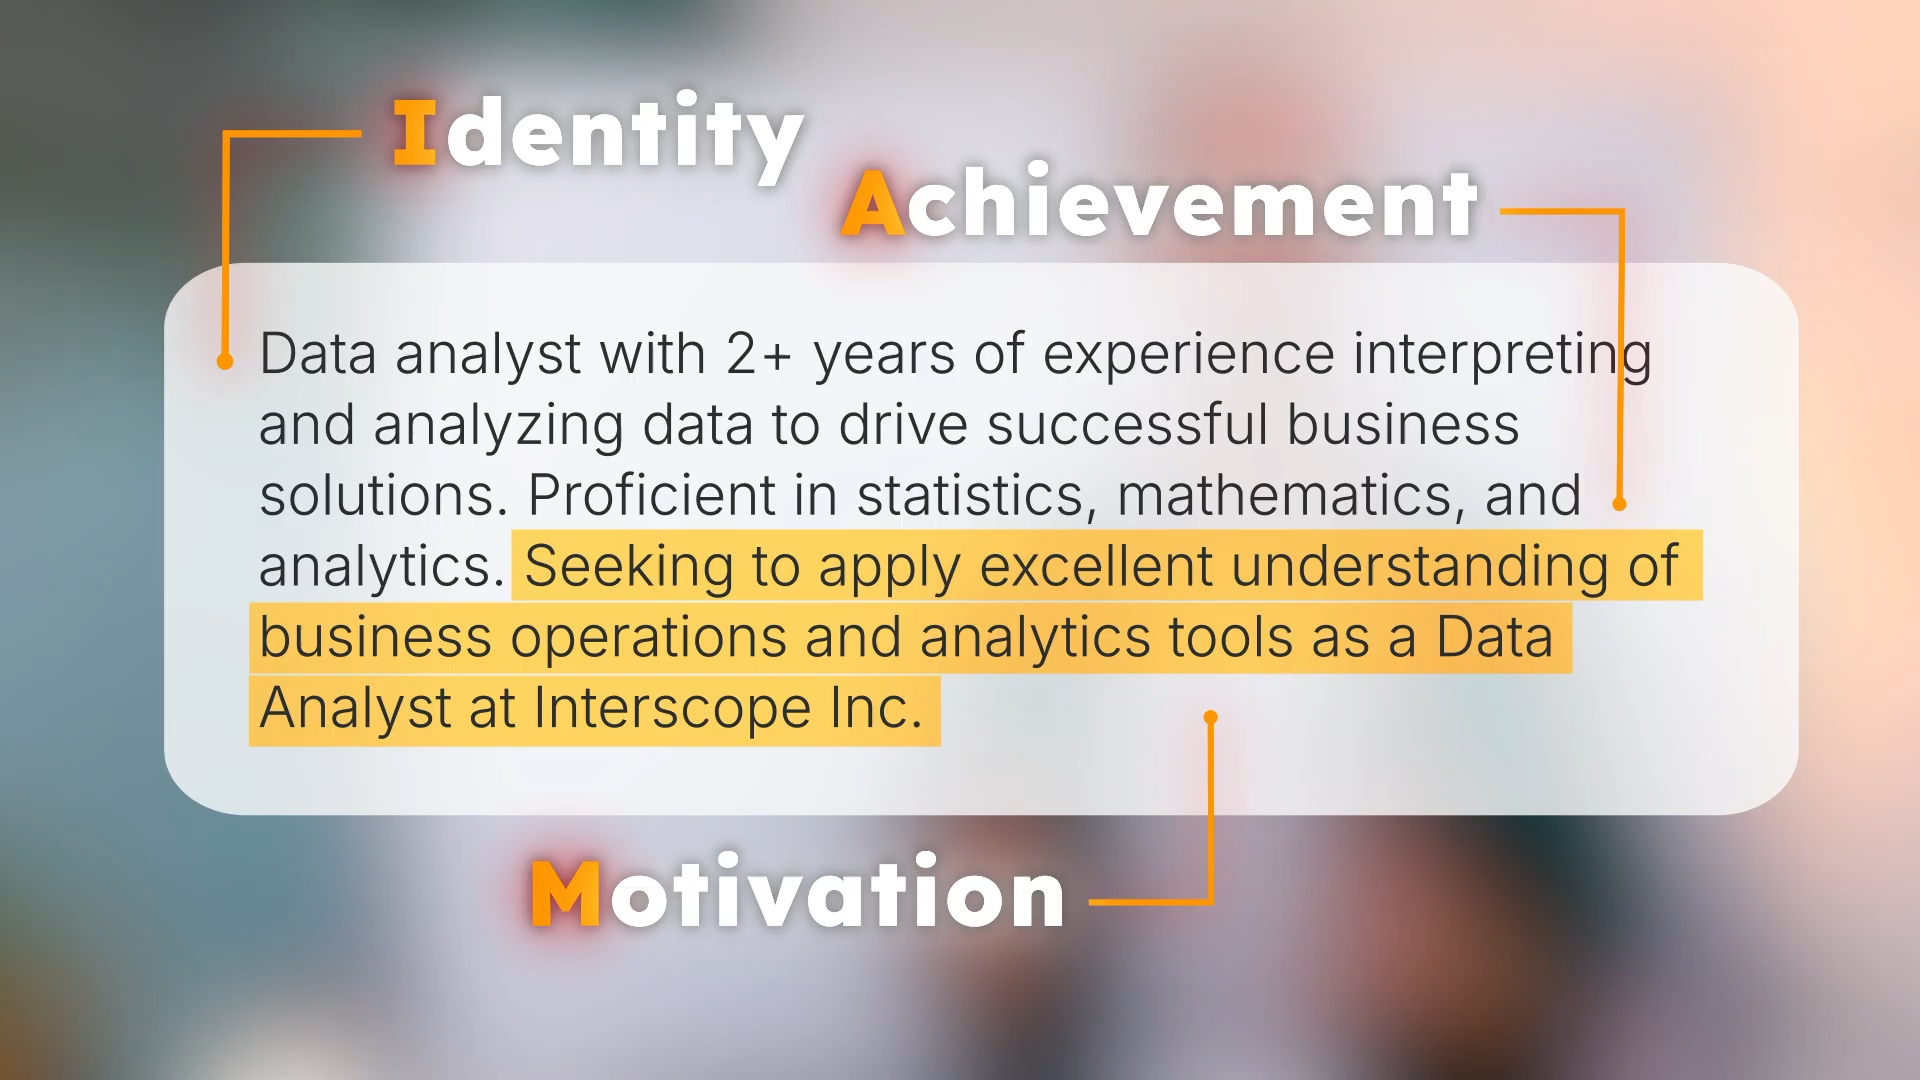 Identity
Achievement
Data analyst with 2+ years of experience interpreting
and analyzing data to drive successful business
solutions. Proficient in statistics, mathematics, and
analytics. Seeking to apply excellent understanding of
business operations and analytics tools as a Data
Analyst at Interscope Inc.
Motivation